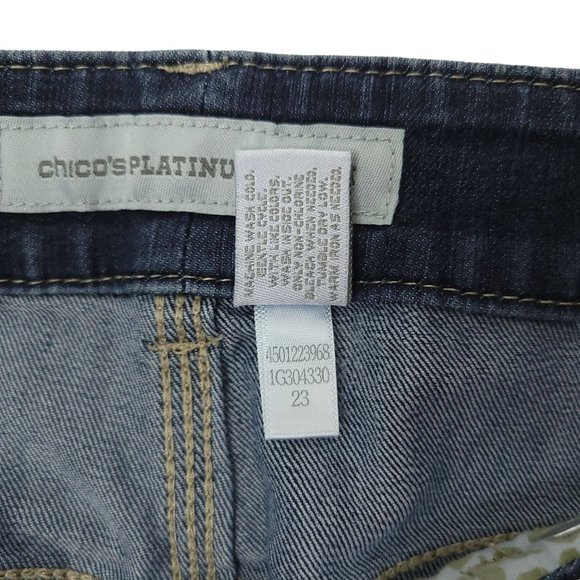 chico's PLATINU
MACHINE WASH COLD.
GENTLE CYCLE.
WITH LIKE COLORS.
WASH INSIDE OUT.
ONLY NON-CHLORINE
BLEACH WHEN NEEDED.
TUMBLE DRY LOW.
WARM IRON AS NEEDED.
4501223968
1G304330
23